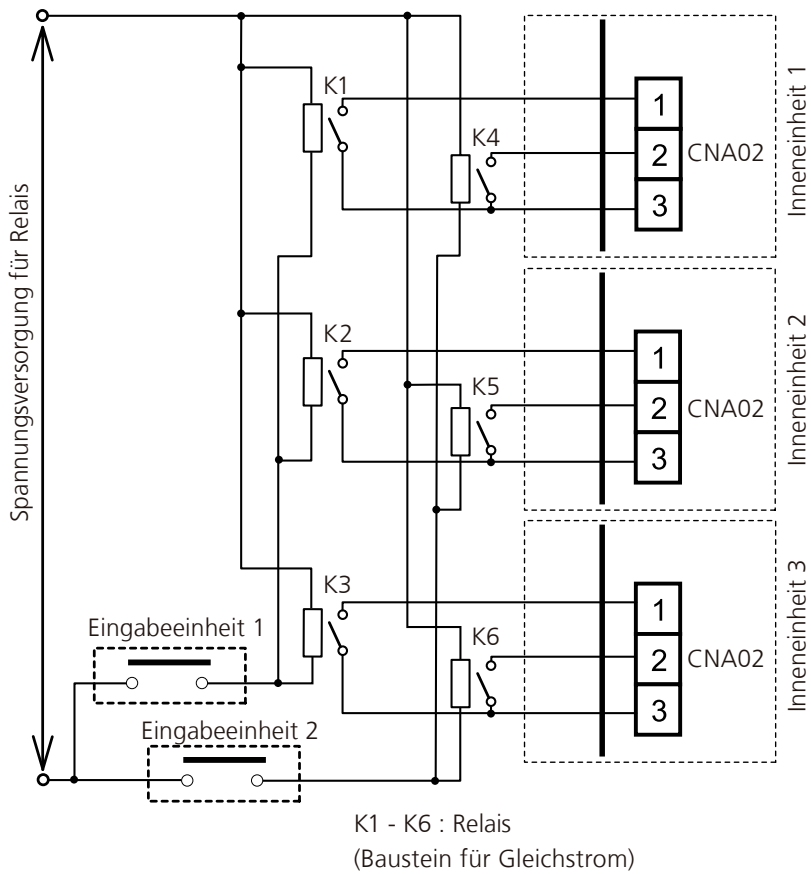 Spannungsversorgung für Relais
K1
K4
1
2
3
CNA02
Inneneinheit 1
K2
K5
1
2
3
CNA02
Inneneinheit 2
K3
K6
1
2
3
CNA02
Inneneinheit 3
Eingabeeinheit 1
Eingabeeinheit 2
K1 - K6 : Relais
(Baustein für Gleichstrom)